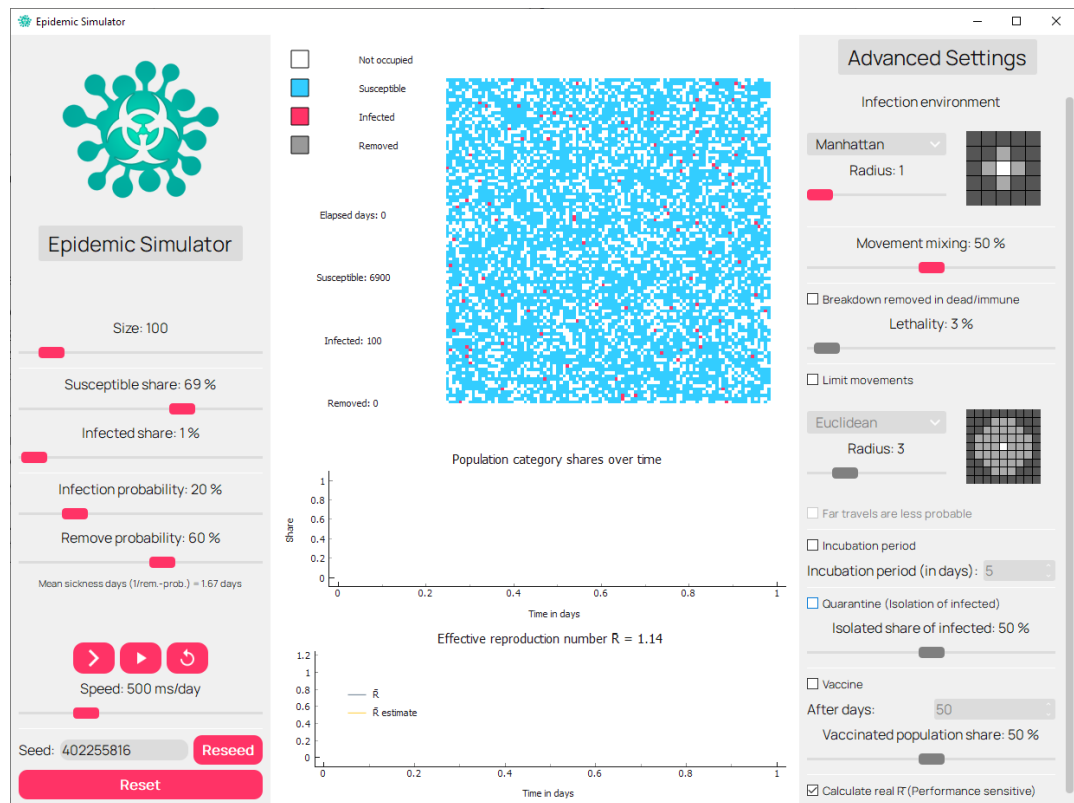 Epidemic Simulator
Epidemic Simulator
Size: 100
Susceptible share: 69 %
Infected share: 1 %
Infection probability: 20 %
Remove probability: 60 %
Mean sickness days (1/rem.-prob.) = 1.67 days
Speed: 500 ms/day
Seed: 402255816
Reseed
Reset
Not occupied
Susceptible
Infected
Removed
Elapsed days: 0
Susceptible: 6900
Infected: 100
Removed: 0
Population category shares over time
1
0.8
0.6
0.4
0.2
0
Share
0 0.2 0.4 0.6 0.8 1
Time in days
Effective reproduction number R̄ = 1.14
1.2
1
0.8
0.6
0.4
0.2
0
R̄
R̄ estimate
0 0.2 0.4 0.6 0.8 1
Time in days
Advanced Settings
Infection environment
Manhattan
Radius: 1
Movement mixing: 50 %
Breakdown removed in dead/immune
Lethality: 3 %
Limit movements
Euclidean
Radius: 3
Far travels are less probable
Incubation period
Incubation period (in days): 5
Quarantine (Isolation of infected)
Isolated share of infected: 50 %
Vaccine
After days: 50
Vaccinated population share: 50 %
Calculate real R̄ (Performance sensitive)